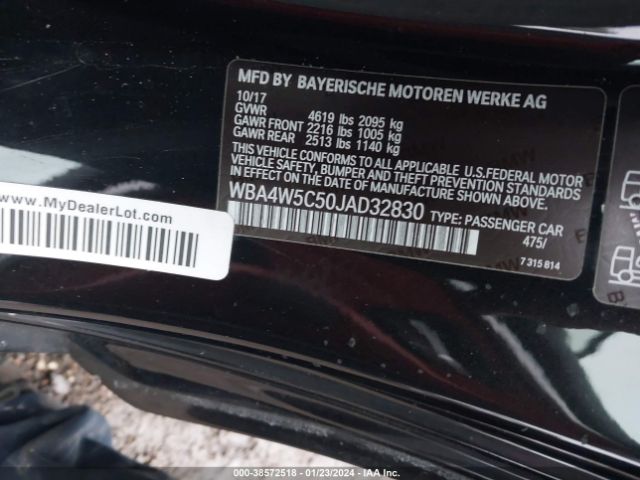 MFD BY BAYERISCHE MOTOREN WERKE AG
10/17
GVWR 4619 lbs 2095 kg
GAWR FRONT 2216 lbs 1005 kg
GAWR REAR 2513 lbs 1140 kg
THIS VEHICLE CONFORMS TO ALL APPLICABLE U.S.FEDERAL MOTOR
VEHICLE SAFETY, BUMPER AND THEFT PREVENTION STANDARDS
IN EFFECT ON THE DATE OF MANUFACTURE SHOWN ABOVE.
WBA4W5C50JAD32830 TYPE: PASSENGER CAR
475/
7 315 814
www.
MyDealerLot.com
000-38572518 - 01/23/2024 - IAA Inc.